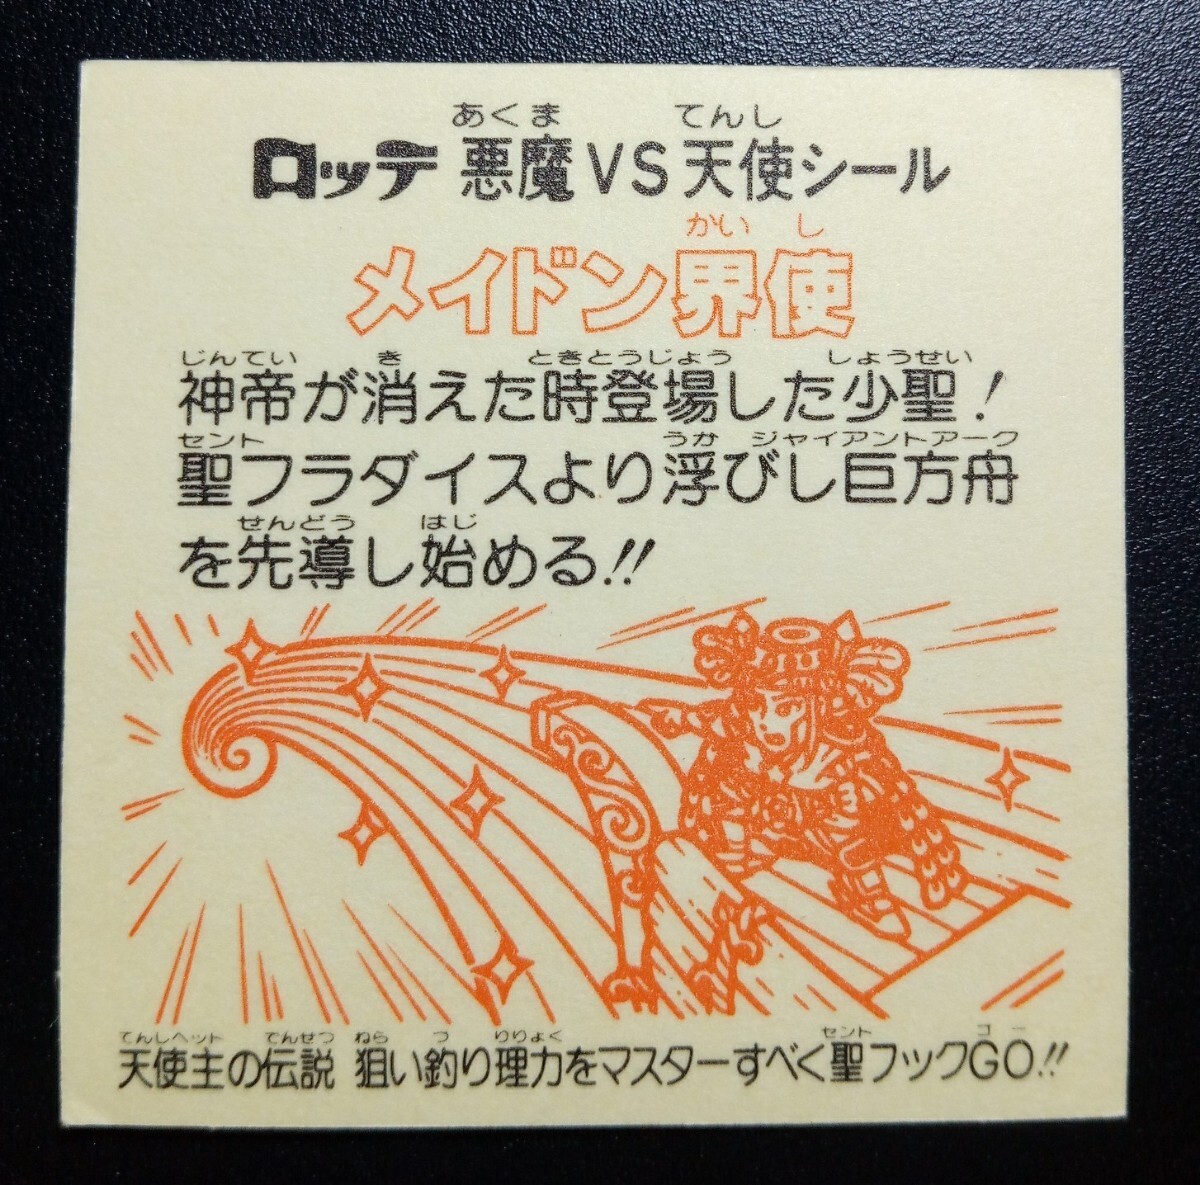 あくま てんし
ロッテ 悪魔VS天使シール
かいし
メイドン界使
じんてい き ときとうじょう しょうせい
神帝が消えた時登場した少聖!
セント うか ジャイアントアーク
聖フラダイスより浮びし巨方舟
せんどう はじ
を先導し始める!!
てんしヘッド でんせつ ねら づ りりょく セント ゴー
天使主の伝説 狙い釣り理力をマスターすべく聖フックGO!!